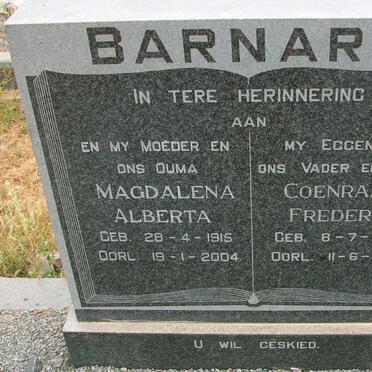 BARNAR
IN TERE HERINNERING
AAN
EN MY MOEDER EN
ONS OUMA
MAGDALENA
ALBERTA
GEB. 28-4-1915
OORL. 19-1-2004.
MY EGGEN
ONS VADER E
COENRA
FREDER
GEB. 8-7-
OORL. 11-6-
U WIL GESKIED.